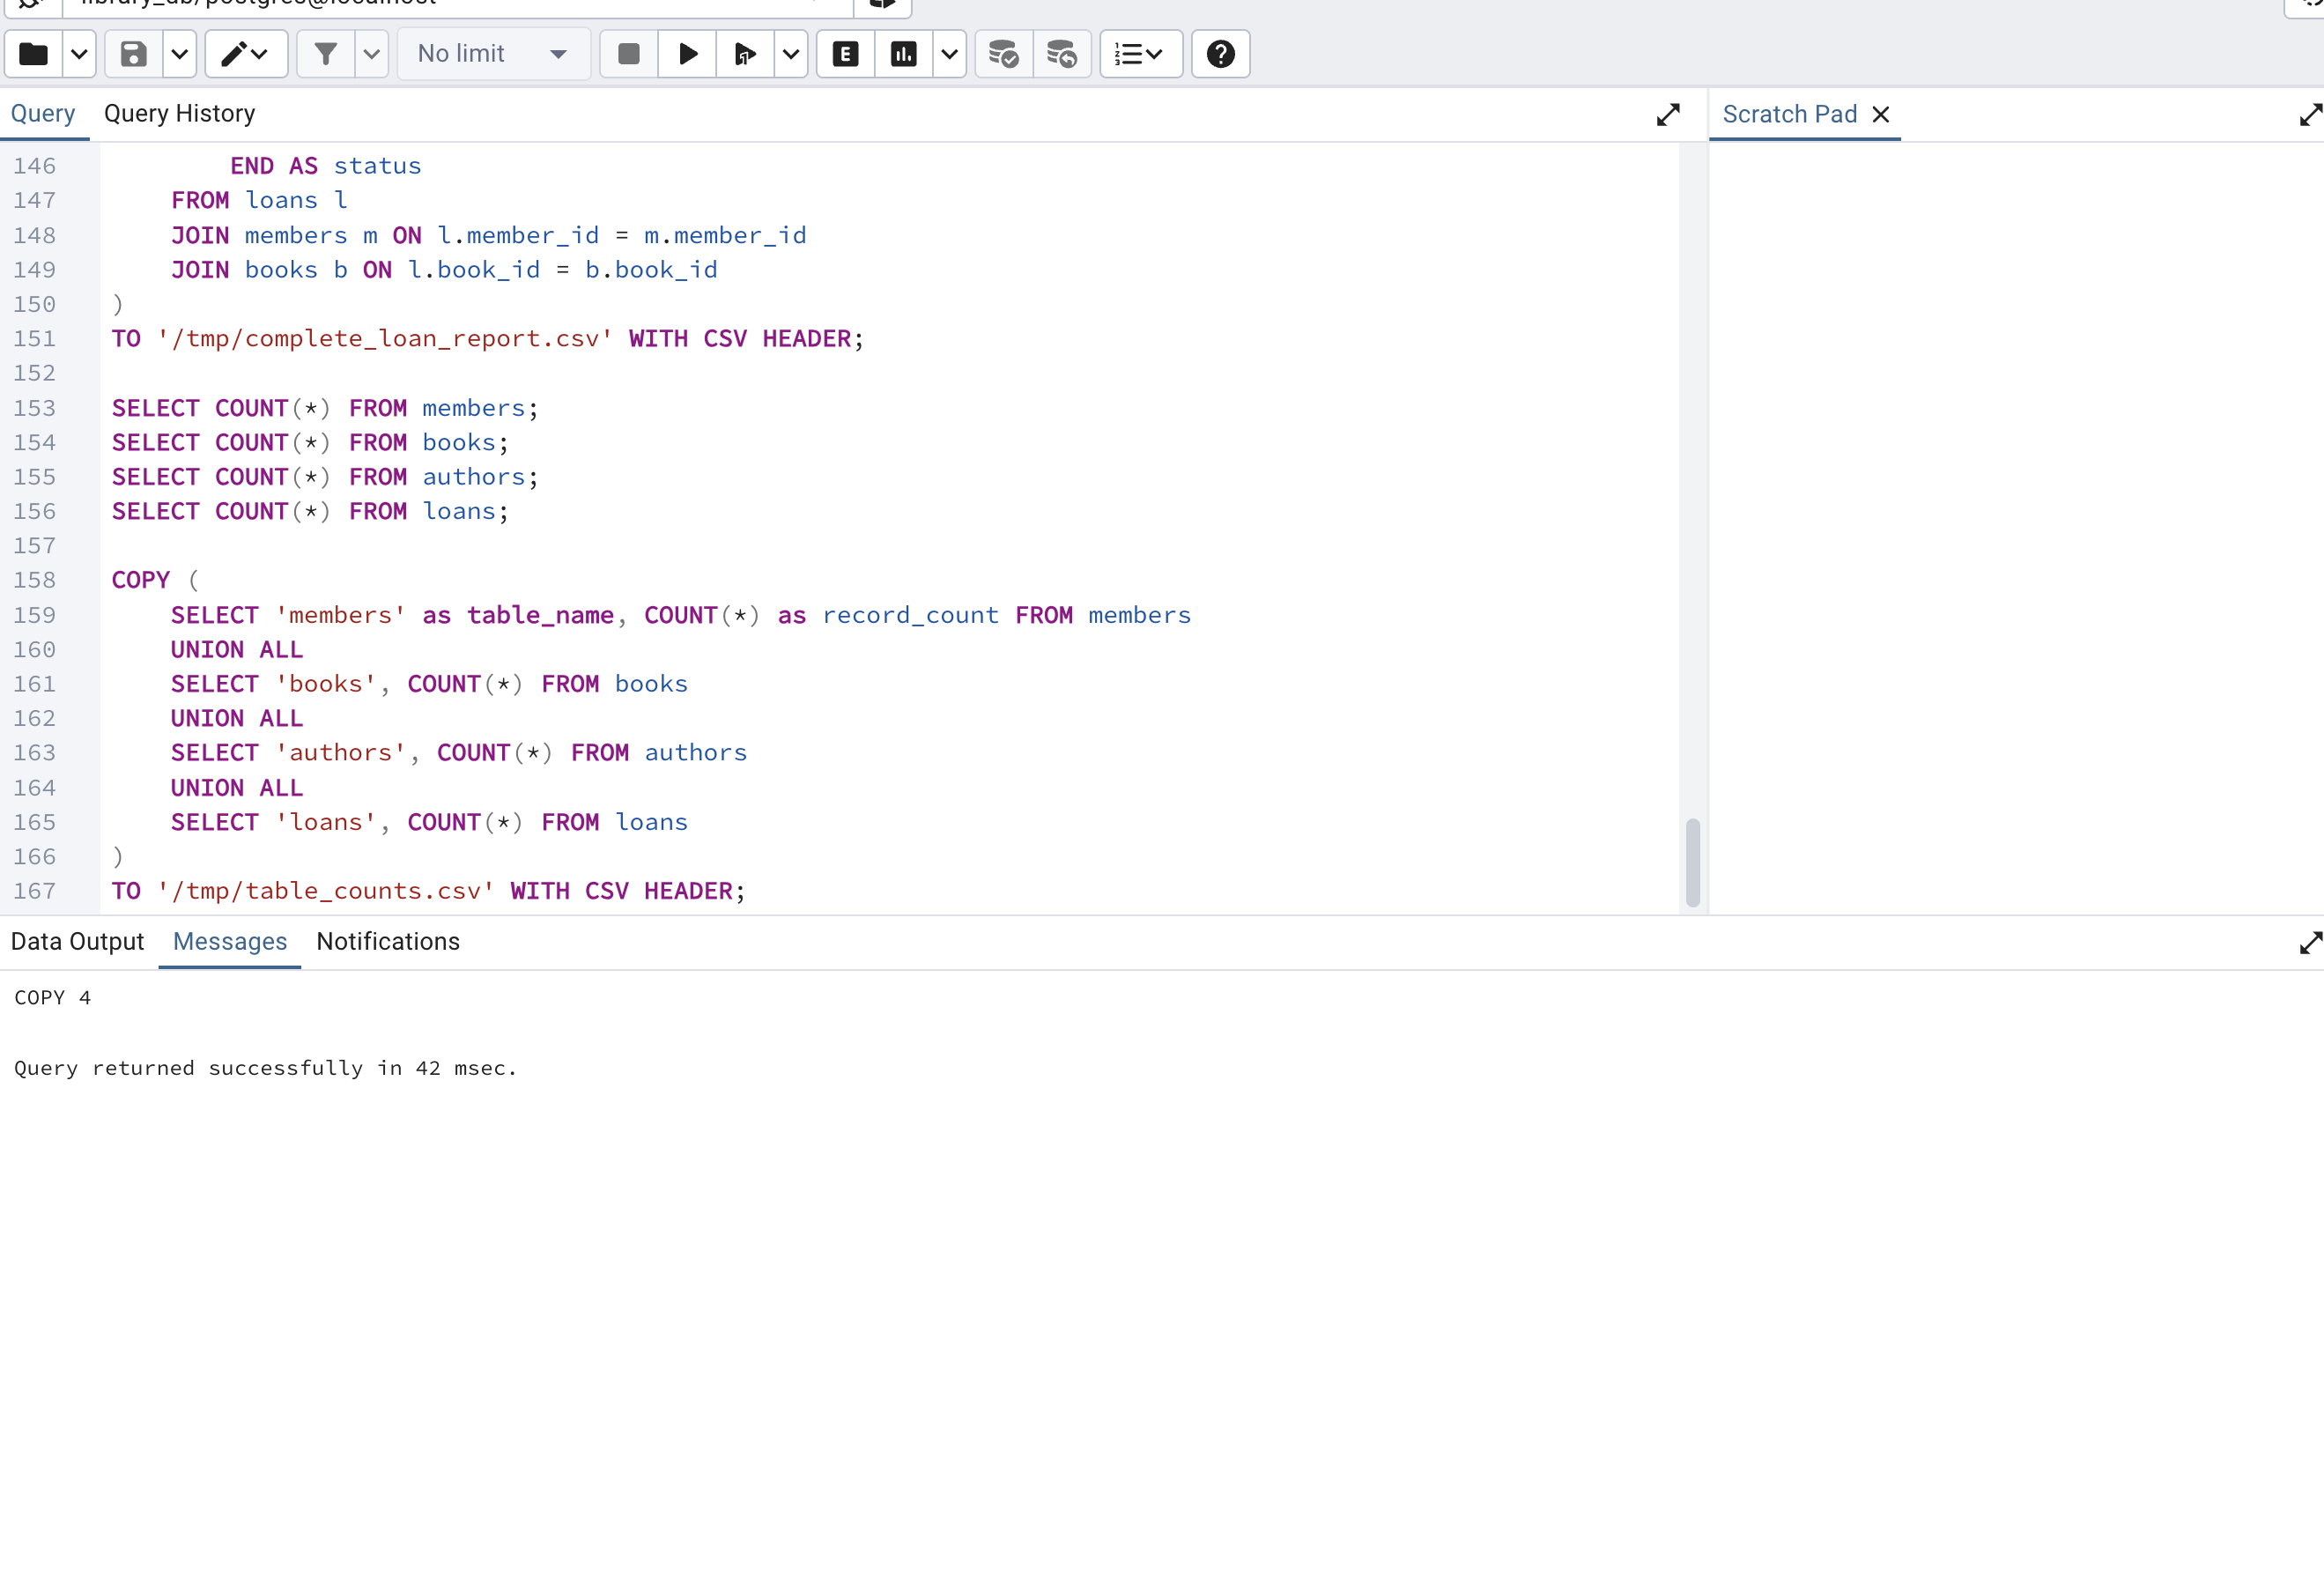 library_db/postgres@localhost
No limit
E
Query Query History
Scratch Pad
146 END AS status
147 FROM loans l
148 JOIN members m ON l.member_id = m.member_id
149 JOIN books b ON l.book_id = b.book_id
150 )
151 TO '/tmp/complete_loan_report.csv' WITH CSV HEADER;
152
153 SELECT COUNT(*) FROM members;
154 SELECT COUNT(*) FROM books;
155 SELECT COUNT(*) FROM authors;
156 SELECT COUNT(*) FROM loans;
157
158 COPY (
159 SELECT 'members' as table_name, COUNT(*) as record_count FROM members
160 UNION ALL
161 SELECT 'books', COUNT(*) FROM books
162 UNION ALL
163 SELECT 'authors', COUNT(*) FROM authors
164 UNION ALL
165 SELECT 'loans', COUNT(*) FROM loans
166 )
167 TO '/tmp/table_counts.csv' WITH CSV HEADER;
Data Output Messages Notifications
COPY 4
Query returned successfully in 42 msec.